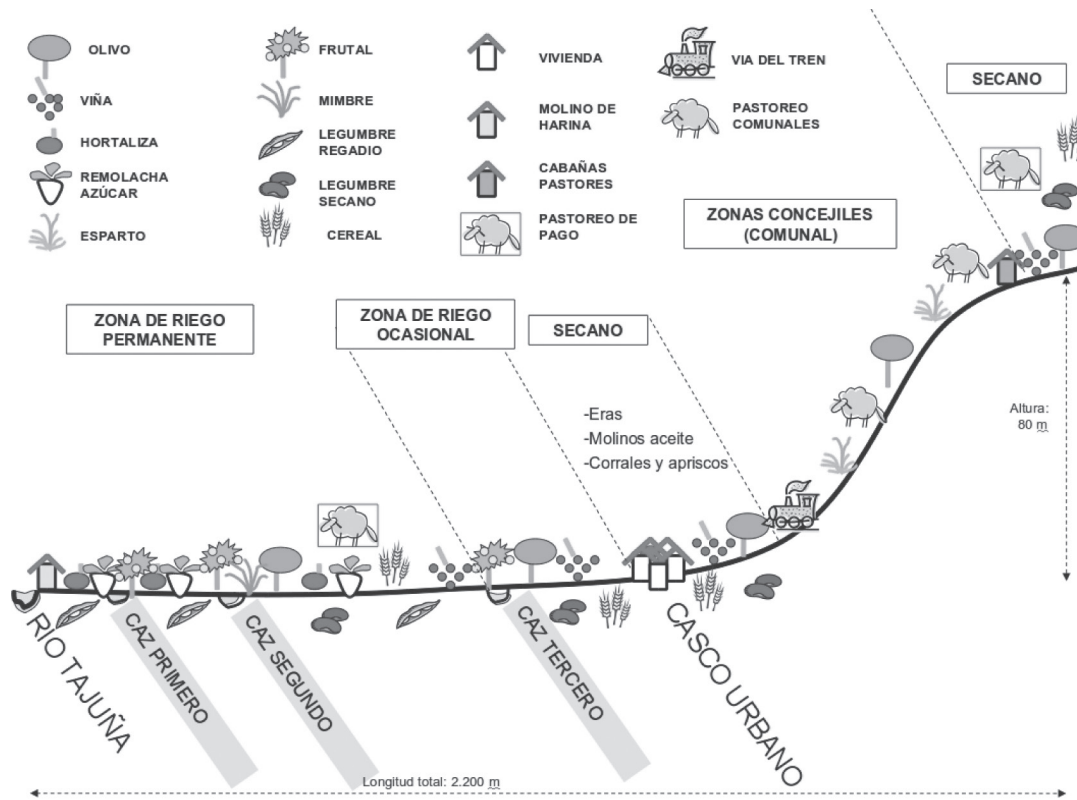 OLIVO
VIÑA
HORTALIZA
REMOLACHA
AZÚCAR
ESPARTO
FRUTAL
MIMBRE
LEGUMBRE
REGADIO
LEGUMBRE
SECANO
CEREAL
VIVIENDA
MOLINO DE
HARINA
CABAÑAS
PASTORES
PASTOREO DE
PAGO
VIA DEL TREN
PASTOREO
COMUNALES
SECANO
ZONAS CONCEJILES
(COMUNAL)
ZONA DE RIEGO
PERMANENTE
ZONA DE RIEGO
OCASIONAL
SECANO
-Eras
-Molinos aceite
-Corrales y apriscos
Altura:
80 m
RÍO TAJUÑA
CAZ PRIMERO
CAZ SEGUNDO
CAZ TERCERO
CASCO URBANO
Longitud total: 2.200 m